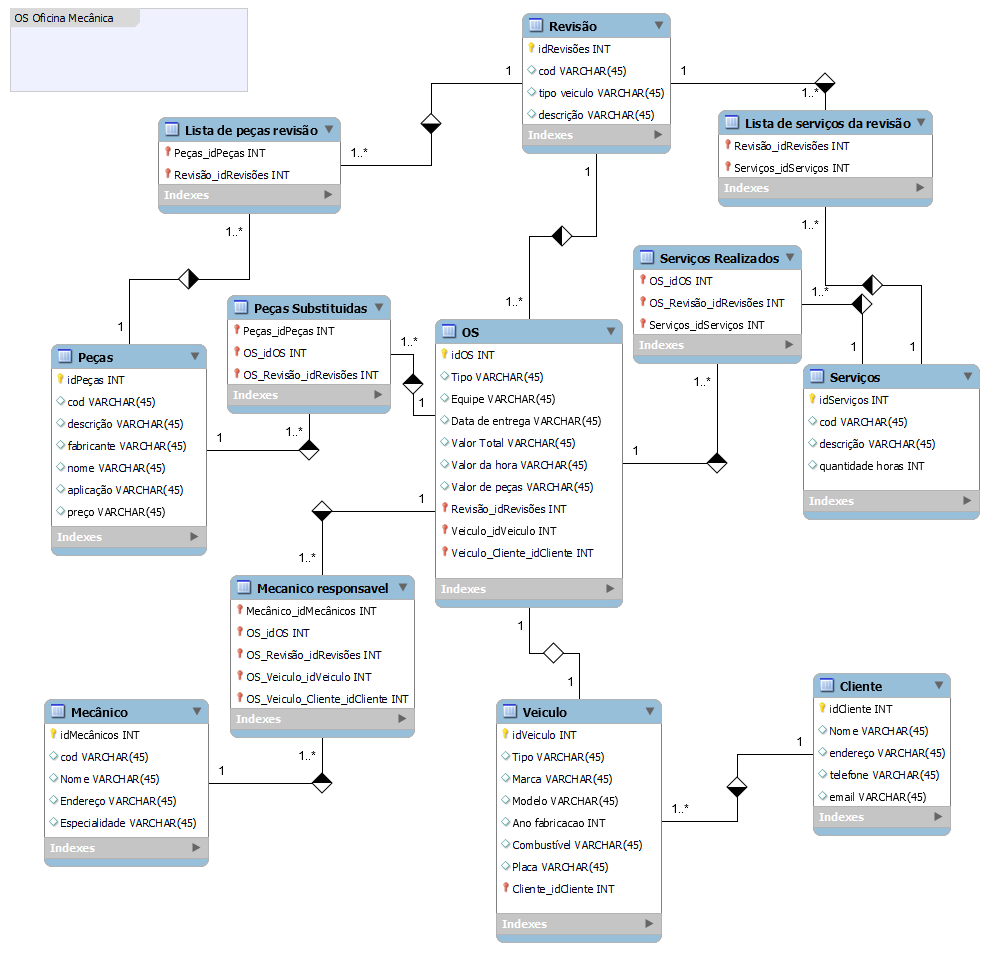 OS Oficina Mecânica
Revisão
idRevisões INT
cod VARCHAR(45)
tipo veiculo VARCHAR(45)
descrição VARCHAR(45)
Indexes
1
1
1
1..*
1..*
Lista de peças revisão
Peças_idPeças INT
Revisão_idRevisões INT
Indexes
1..*
1
Lista de serviços da revisão
Revisão_idRevisões INT
Serviços_idServiços INT
Indexes
1..*
1
Serviços Realizados
OS_idOS INT
OS_Revisão_idRevisões INT
Serviços_idServiços INT
Indexes
1..*
1
1..*
1
Peças Substituidas
Peças_idPeças INT
OS_idOS INT
OS_Revisão_idRevisões INT
Indexes
1..*
1
1..*
1
Peças
idPeças INT
cod VARCHAR(45)
descrição VARCHAR(45)
fabricante VARCHAR(45)
nome VARCHAR(45)
aplicação VARCHAR(45)
preço VARCHAR(45)
Indexes
1..*
OS
idOS INT
Tipo VARCHAR(45)
Equipe VARCHAR(45)
Data de entrega VARCHAR(45)
Valor Total VARCHAR(45)
Valor da hora VARCHAR(45)
Valor de peças VARCHAR(45)
Revisão_idRevisões INT
Veiculo_idVeiculo INT
Veiculo_Cliente_idCliente INT
Indexes
Serviços
idServiços INT
cod VARCHAR(45)
descrição VARCHAR(45)
quantidade horas INT
Indexes
1
1..*
Mecanico responsavel
Mecânico_idMecânicos INT
OS_idOS INT
OS_Revisão_idRevisões INT
OS_Veiculo_idVeiculo INT
OS_Veiculo_Cliente_idCliente INT
Indexes
1..*
1
Mecânico
idMecânicos INT
cod VARCHAR(45)
Nome VARCHAR(45)
Endereço VARCHAR(45)
Especialidade VARCHAR(45)
Indexes
1
1
Veiculo
idVeiculo INT
Tipo VARCHAR(45)
Marca VARCHAR(45)
Modelo VARCHAR(45)
Ano fabricacao INT
Combustível VARCHAR(45)
Placa VARCHAR(45)
Cliente_idCliente INT
Indexes
1..*
1
Cliente
idCliente INT
Nome VARCHAR(45)
endereço VARCHAR(45)
telefone VARCHAR(45)
email VARCHAR(45)
Indexes